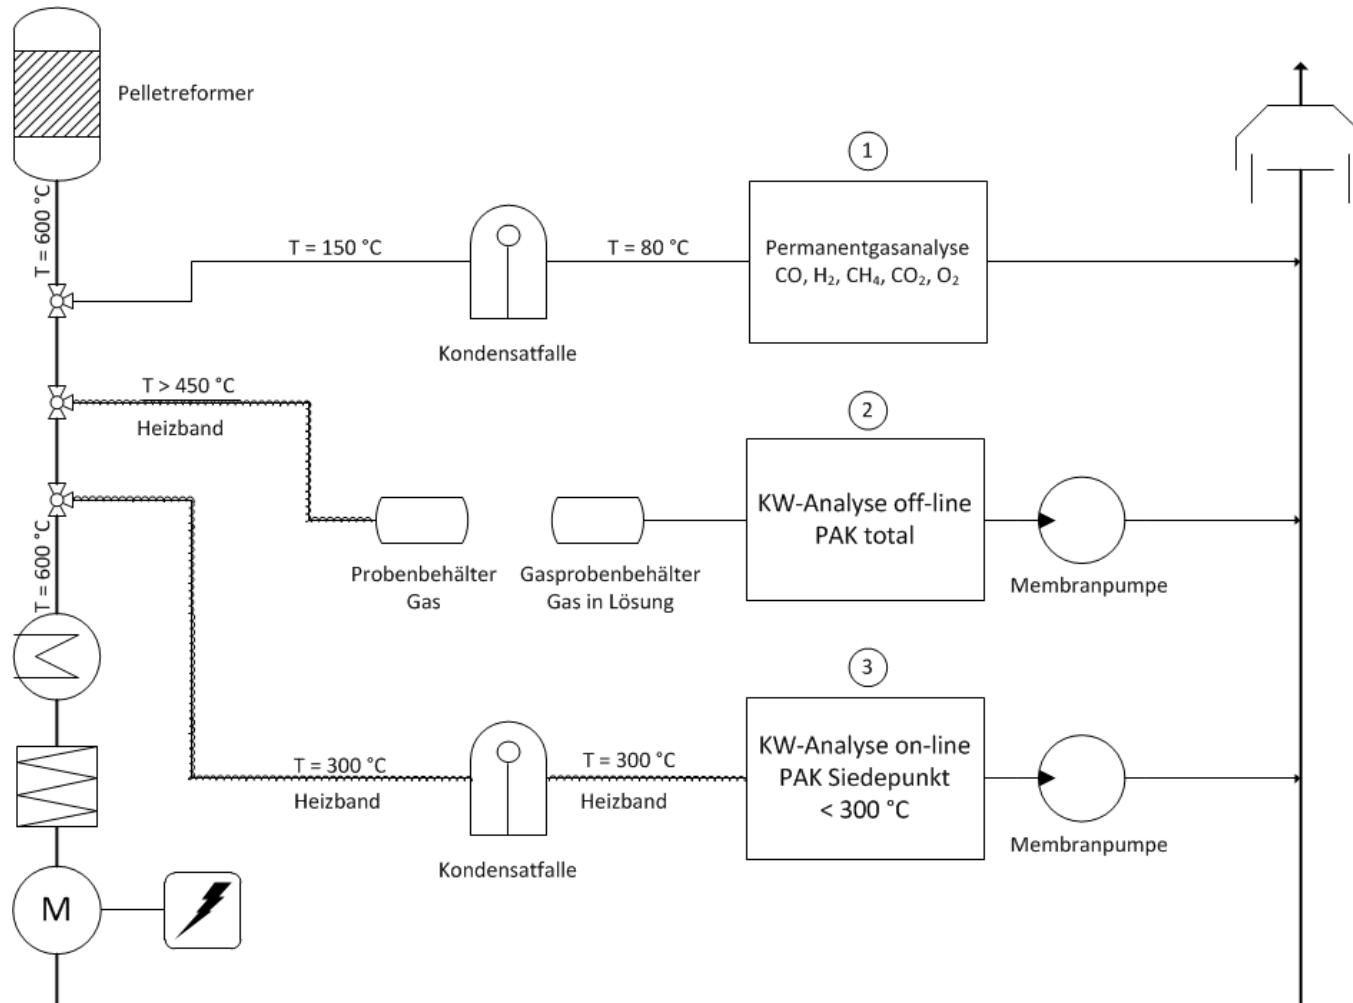 Pelletreformer
T = 600 °C
1
T = 150 °C
T = 80 °C
Permanentgasanalyse
CO, H₂, CH₄, CO₂, O₂
Kondensatfalle
T > 450 °C
Heizband
2
KW-Analyse off-line
PAK total
Probenbehälter
Gas
Gasprobenbehälter
Gas in Lösung
Membranpumpe
T = 600 °C
3
T = 300 °C
Heizband
T = 300 °C
Heizband
KW-Analyse on-line
PAK Siedepunkt
< 300 °C
Kondensatfalle
Membranpumpe
M